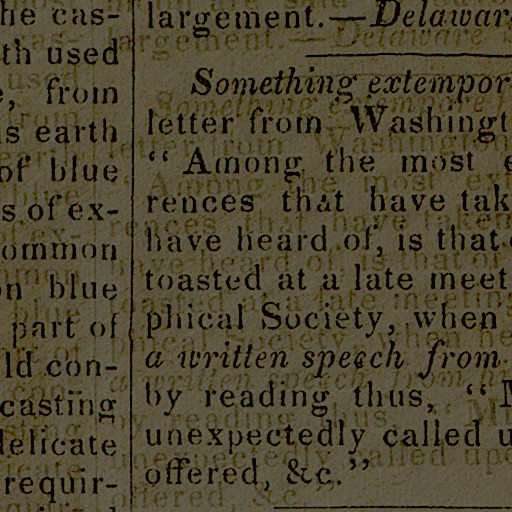 he cas-
th used
, from
s earth
of blue
s of ex-
ommon
n blue
part of
ld con-
casting
delicate
requir-
largement.—Delawar
Something extempor
letter from Washingt
“Among the most e
rences that have tak
have heard of, is that
toasted at a late meet
phical Society, when
a written speech from
by reading thus, “M
unexpectedly called u
offered, &c.”